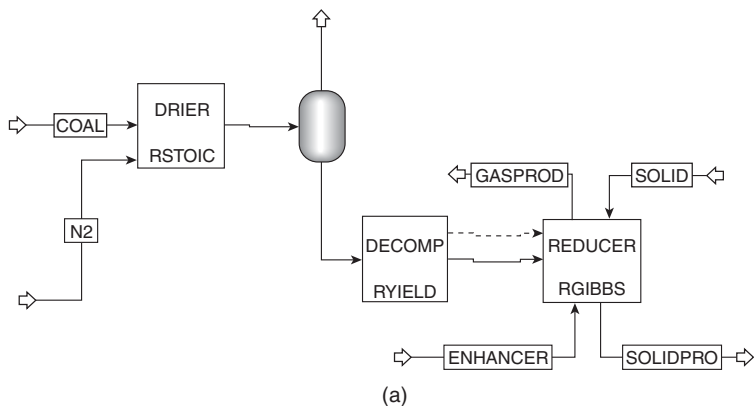 DRIER
COAL
RSTOIC
GASPROD
SOLID
N2
DECOMP
REDUCER
RYIELD
RGIBBS
ENHANCER
SOLIDPRO
(a)